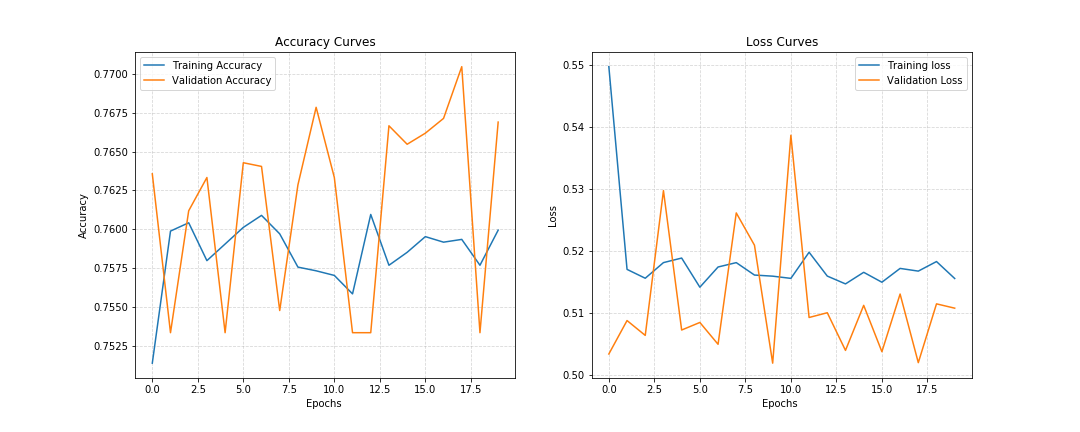 Accuracy Curves
Training Accuracy
Validation Accuracy
0.7700
0.7675
0.7650
0.7625
0.7600
0.7575
0.7550
0.7525
Accuracy
0.0 2.5 5.0 7.5 10.0 12.5 15.0 17.5
Epochs
Loss Curves
Training loss
Validation Loss
0.55
0.54
0.53
0.52
0.51
0.50
Loss
0.0 2.5 5.0 7.5 10.0 12.5 15.0 17.5
Epochs